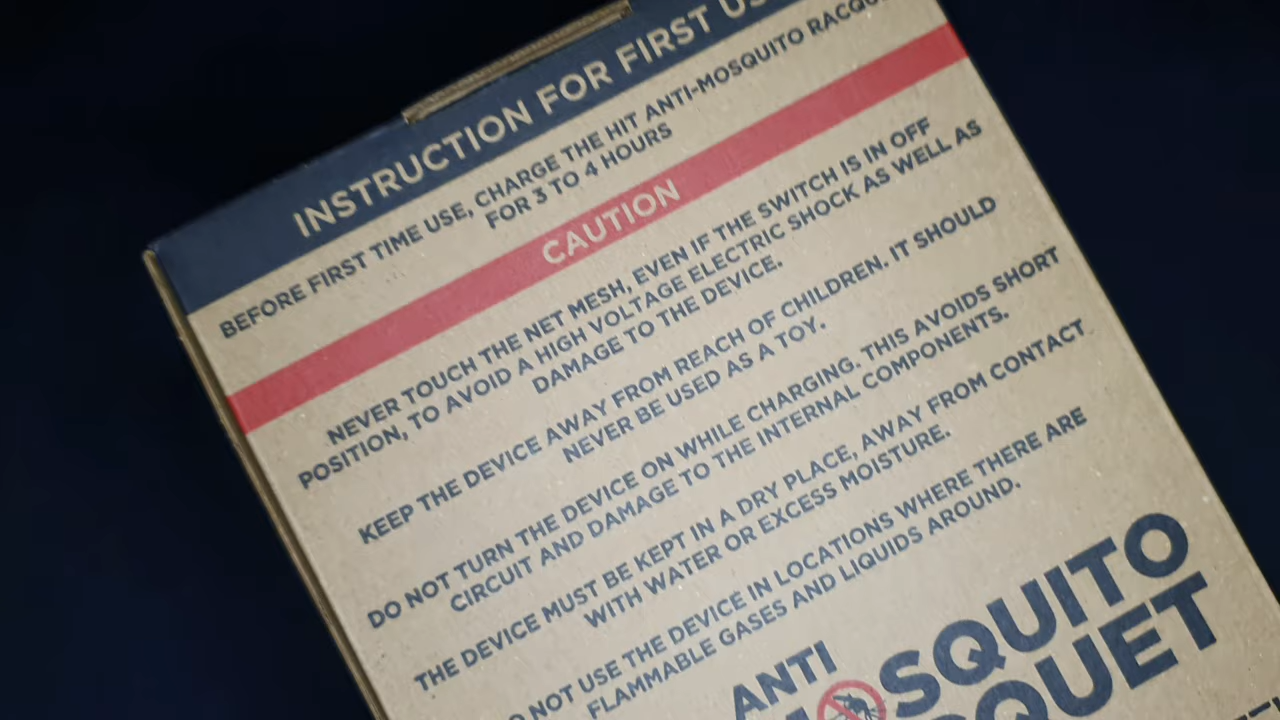 INSTRUCTION FOR FIRST
BEFORE FIRST TIME USE, CHARGE THE HIT ANTI-MOSQUITO
FOR 3 TO 4 HOURS
CAUTION
NEVER TOUCH THE NET MESH, EVEN IF THE SWITCH IS IN OFF
POSITION, TO AVOID A HIGH VOLTAGE ELECTRIC SHOCK AS WELL AS
DAMAGE TO THE DEVICE.
KEEP THE DEVICE AWAY FROM REACH OF CHILDREN. IT SHOULD
NEVER BE USED AS A TOY.
DO NOT TURN THE DEVICE ON WHILE CHARGING. THIS AVOIDS SHORT
CIRCUIT AND DAMAGE TO THE INTERNAL COMPONENTS.
THE DEVICE MUST BE KEPT IN A DRY PLACE, AWAY FROM CONTACT
WITH WATER OR EXCESS MOISTURE.
NOT USE THE DEVICE IN LOCATIONS WHERE THERE ARE
FLAMMABLE GASES AND LIQUIDS AROUND.
ANTI
MOSQUITO